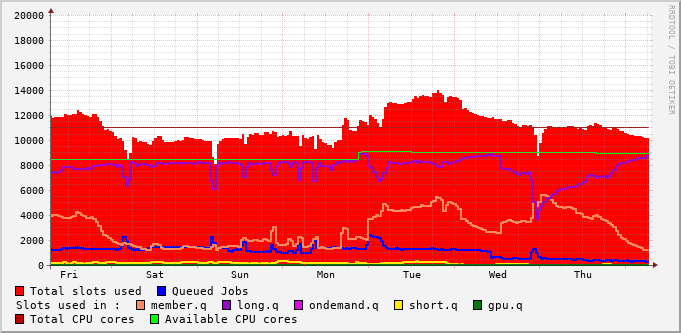 20000
18000
16000
14000
12000
10000
8000
6000
4000
2000
0
Fri Sat Sun Mon Tue Wed Thu
RRDTOOL / TOBI OETIKER
Total slots used Queued Jobs
Slots used in : member.q long.q ondemand.q short.q gpu.q
Total CPU cores Available CPU cores